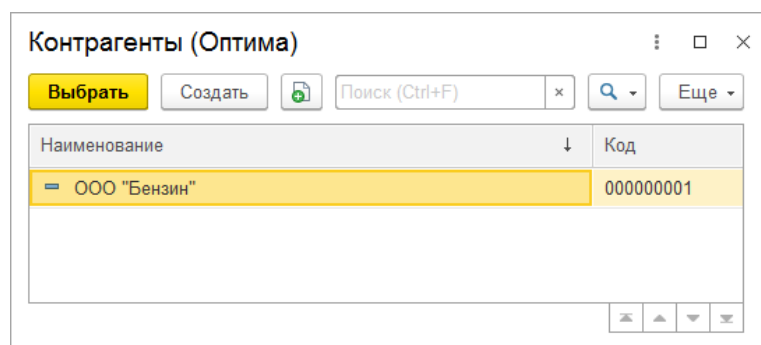 Контрагенты (Оптима)
Выбрать Создать Поиск (Ctrl+F) Еще
Наименование Код
ООО "Бензин" 000000001